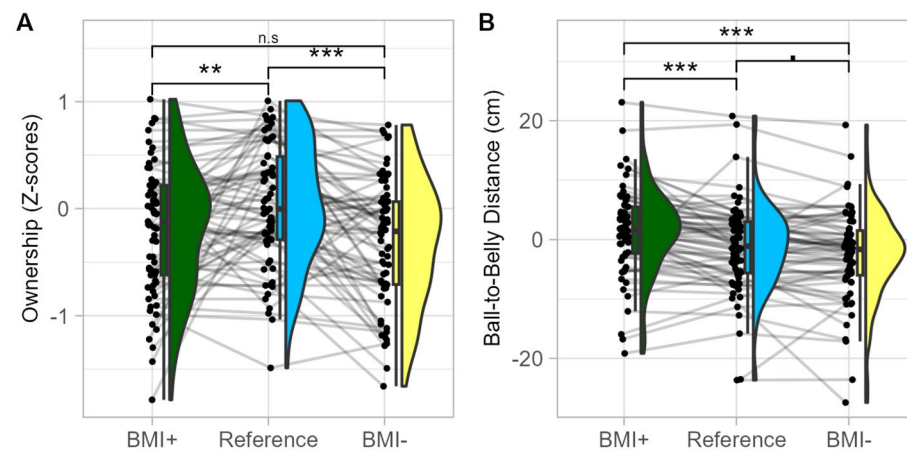 A
Ownership (Z-scores)
1
0
-1
n.s
**
***
BMI+ Reference BMI-
B
Ball-to-Belly Distance (cm)
20
0
-20
***
***
.
BMI+ Reference BMI-